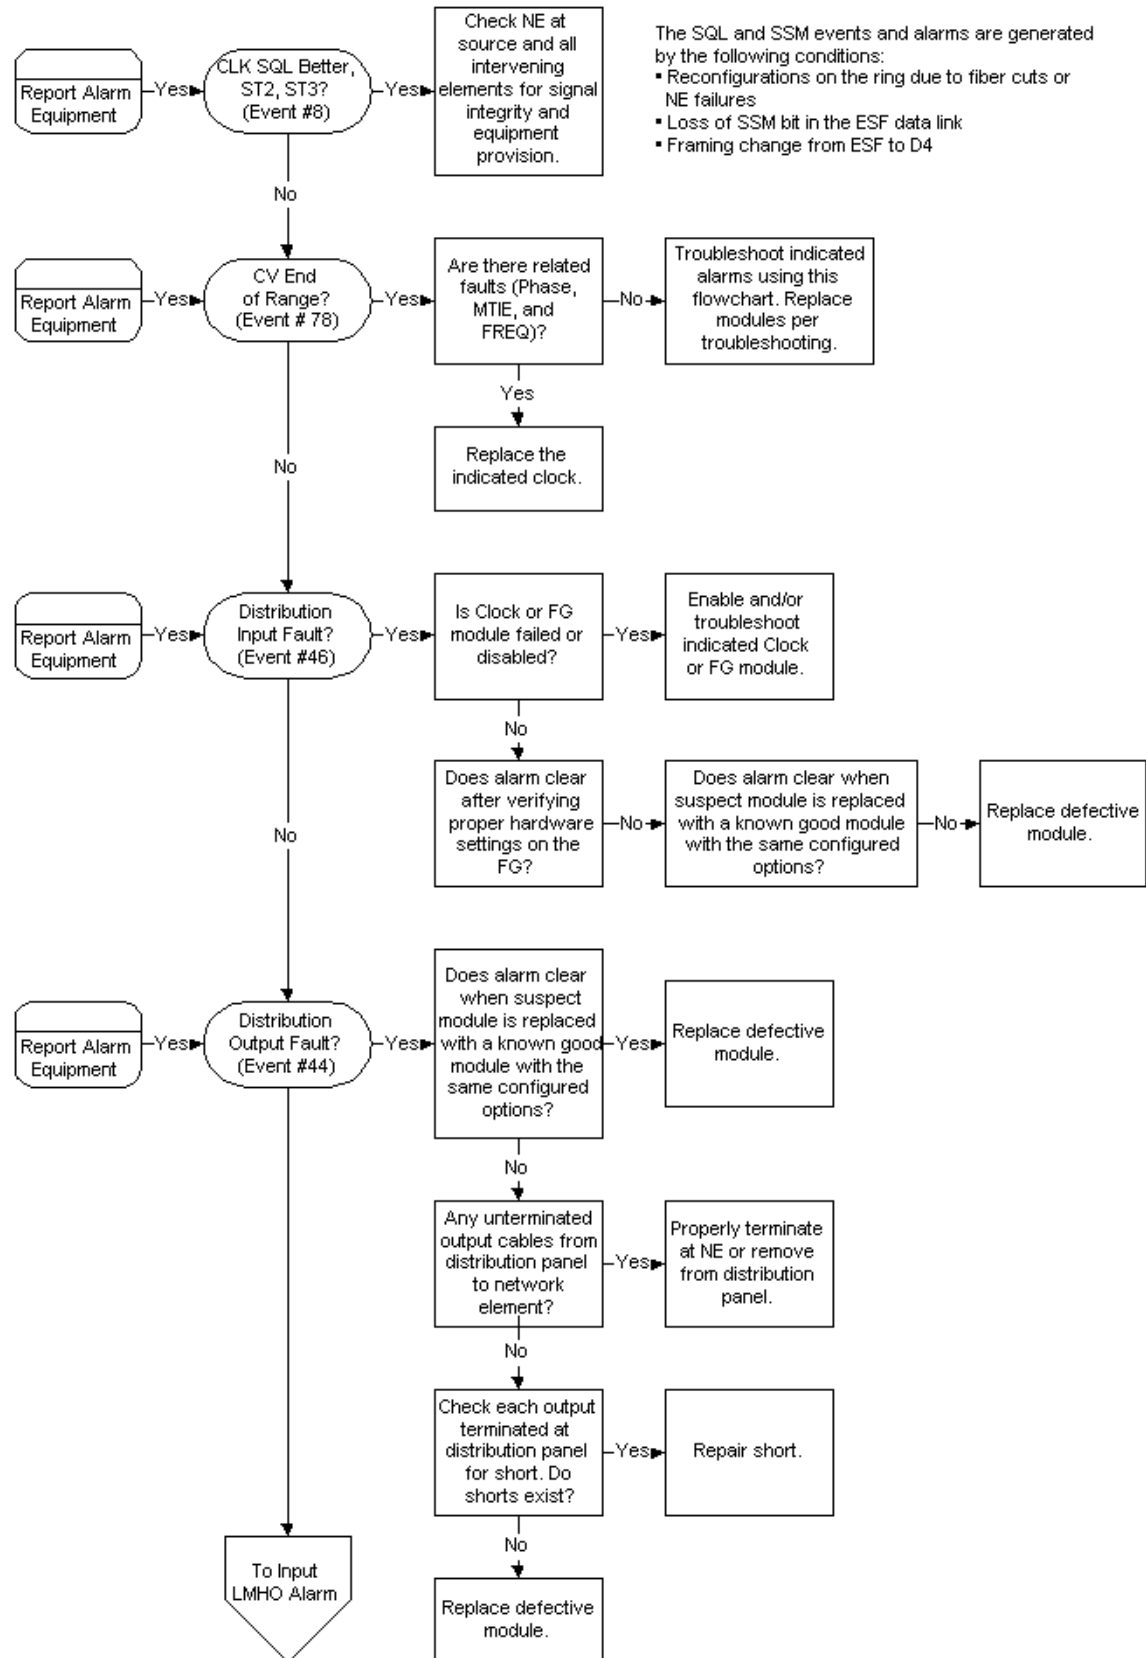 Report Alarm
Equipment
Yes
CLK SQL Better,
ST2, ST3?
(Event #8)
Yes
Check NE at
source and all
intervening
elements for signal
integrity and
equipment
provision.
The SQL and SSM events and alarms are generated
by the following conditions:
▪ Reconfigurations on the ring due to fiber cuts or
NE failures
▪ Loss of SSM bit in the ESF data link
▪ Framing change from ESF to D4
No
Report Alarm
Equipment
Yes
CV End
of Range?
(Event # 78)
Yes
Are there related
faults (Phase,
MTIE, and
FREQ)?
No
Troubleshoot indicated
alarms using this
flowchart. Replace
modules per
troubleshooting.
Yes
Replace the
indicated clock.
No
Report Alarm
Equipment
Yes
Distribution
Input Fault?
(Event #46)
Yes
Is Clock or FG
module failed or
disabled?
Yes
Enable and/or
troubleshoot
indicated Clock
or FG module.
No
Does alarm clear
after verifying
proper hardware
settings on the
FG?
No
Does alarm clear when
suspect module is replaced
with a known good module
with the same configured
options?
No
Replace defective
module.
No
Report Alarm
Equipment
Yes
Distribution
Output Fault?
(Event #44)
Yes
Does alarm clear
when suspect
module is replaced
with a known good
module with the
same configured
options?
Yes
Replace defective
module.
No
Any unterminated
output cables from
distribution panel
to network
element?
Yes
Properly terminate
at NE or remove
from distribution
panel.
No
Check each output
terminated at
distribution panel
for short. Do
shorts exist?
Yes
Repair short.
No
Replace defective
module.
To Input
LMHO Alarm